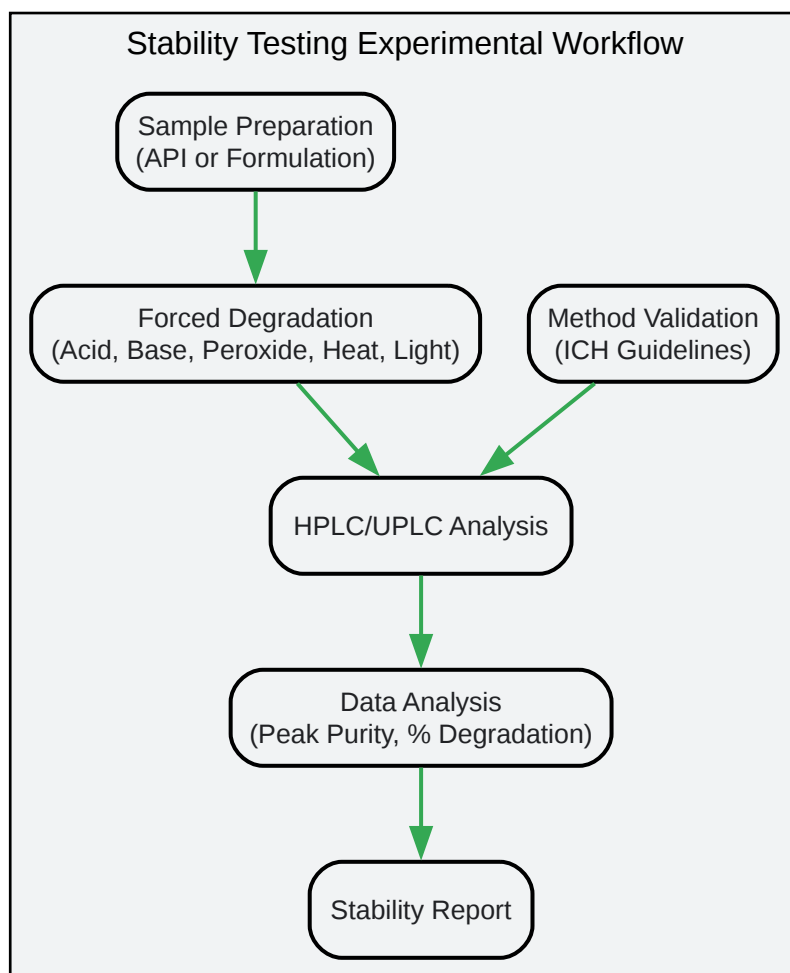 Stability Testing Experimental Workflow
Sample Preparation
(API or Formulation)
Forced Degradation
(Acid, Base, Peroxide, Heat, Light)
Method Validation
(ICH Guidelines)
HPLC/UPLC Analysis
Data Analysis
(Peak Purity, % Degradation)
Stability Report